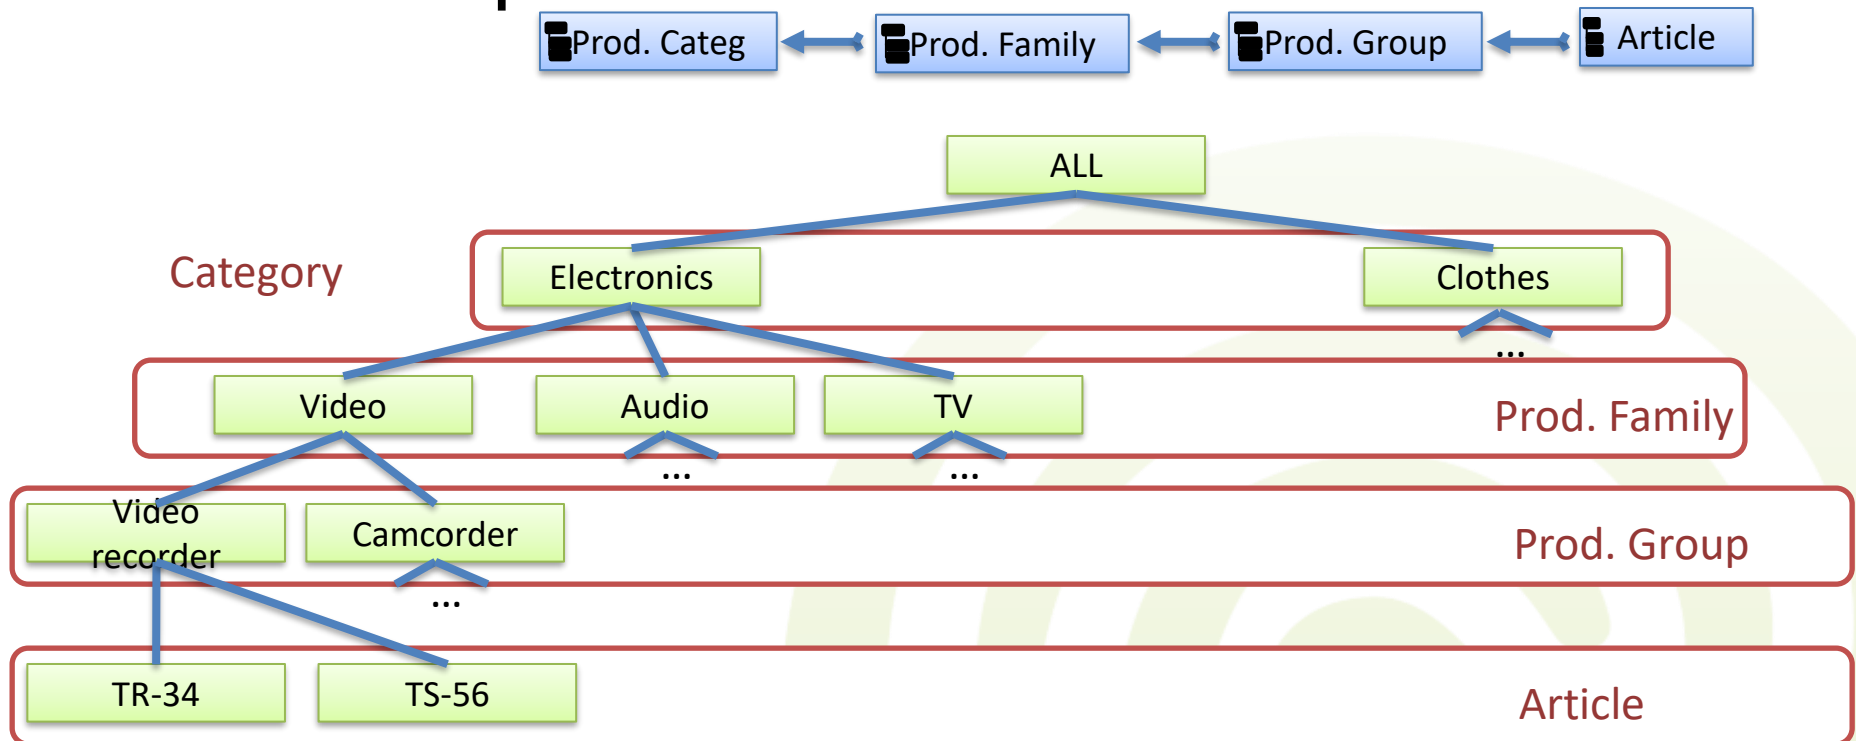 Prod. Categ
Prod. Family
Prod. Group
Article
ALL
Category
Electronics
Clothes
...
Video
Audio
TV
Prod. Family
...
...
Video
recorder
Camcorder
Prod. Group
...
TR-34
TS-56
Article